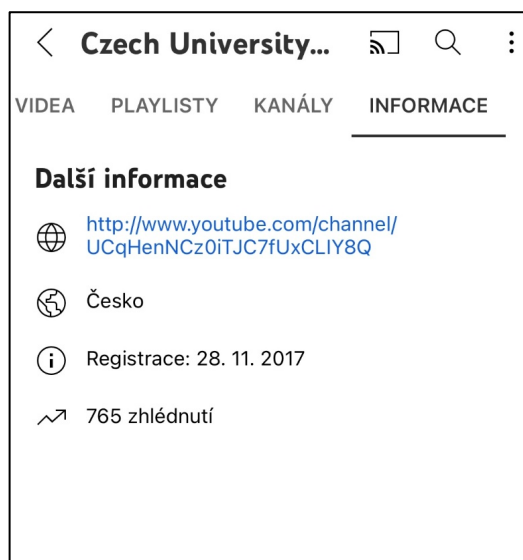 Czech University...
VIDEA PLAYLISTY KANÁLY INFORMACE
Další informace
http://www.youtube.com/channel/
UCqHenNCz0iTJC7fUxCLIY8Q
Česko
Registrace: 28. 11. 2017
765 zhlédnutí